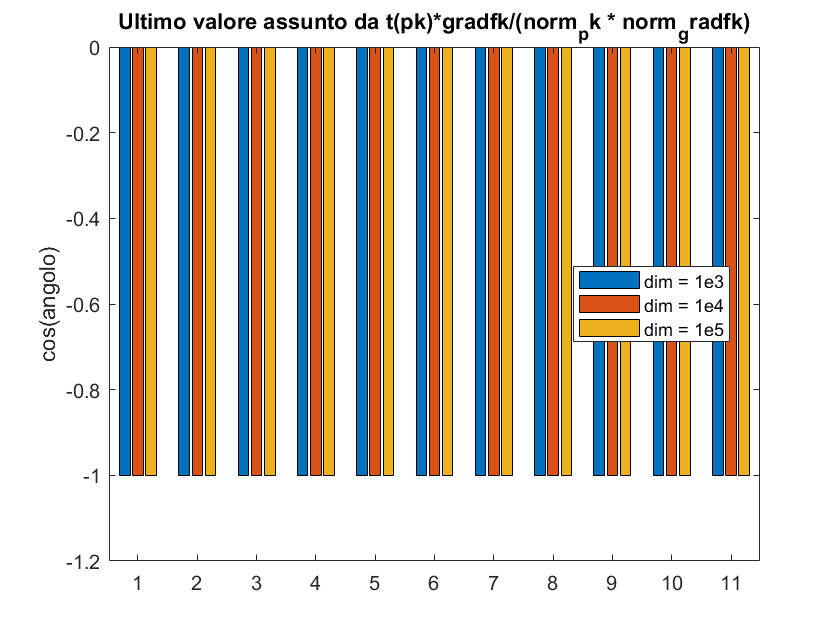 Ultimo valore assunto da t(pk)*gradfk/(norm_pk * norm_gradfk)
0
-0.2
-0.4
-0.6
-0.8
-1
-1.2
cos(angolo)
dim = 1e3
dim = 1e4
dim = 1e5
1 2 3 4 5 6 7 8 9 10 11